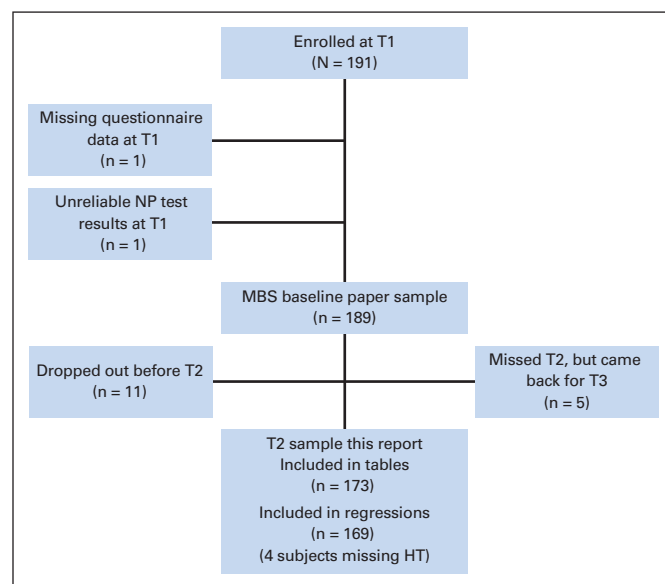 Enrolled at T1
(N = 191)
Missing questionnaire
data at T1
(n = 1)
Unreliable NP test
results at T1
(n = 1)
MBS baseline paper sample
(n = 189)
Dropped out before T2
(n = 11)
Missed T2, but came
back for T3
(n = 5)
T2 sample this report
Included in tables
(n = 173)
Included in regressions
(n = 169)
(4 subjects missing HT)